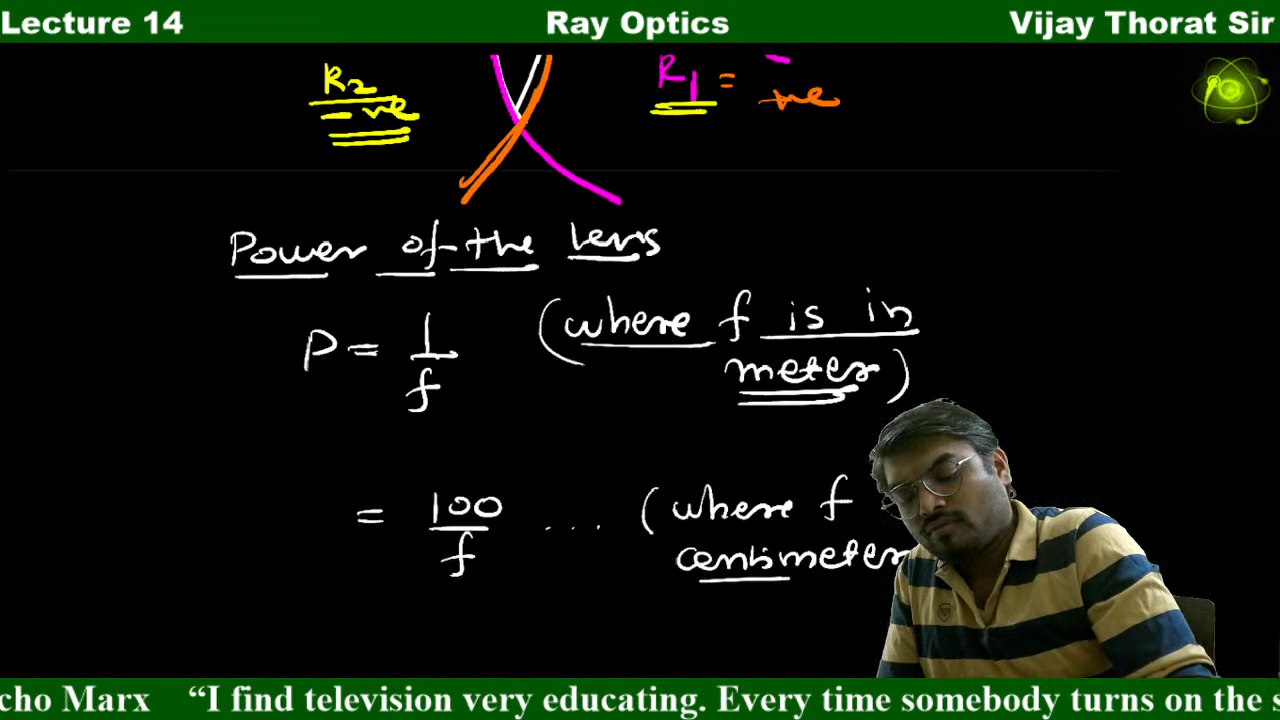 Lecture 14
Ray Optics
Vijay Thorat Sir
R2
-ve
R1 =
+ve
Power of the lens
P = 1/f (where f is in
meter)
= 100/f ... (where f
centimeter
cho Marx “I find television very educating. Every time somebody turns on the s